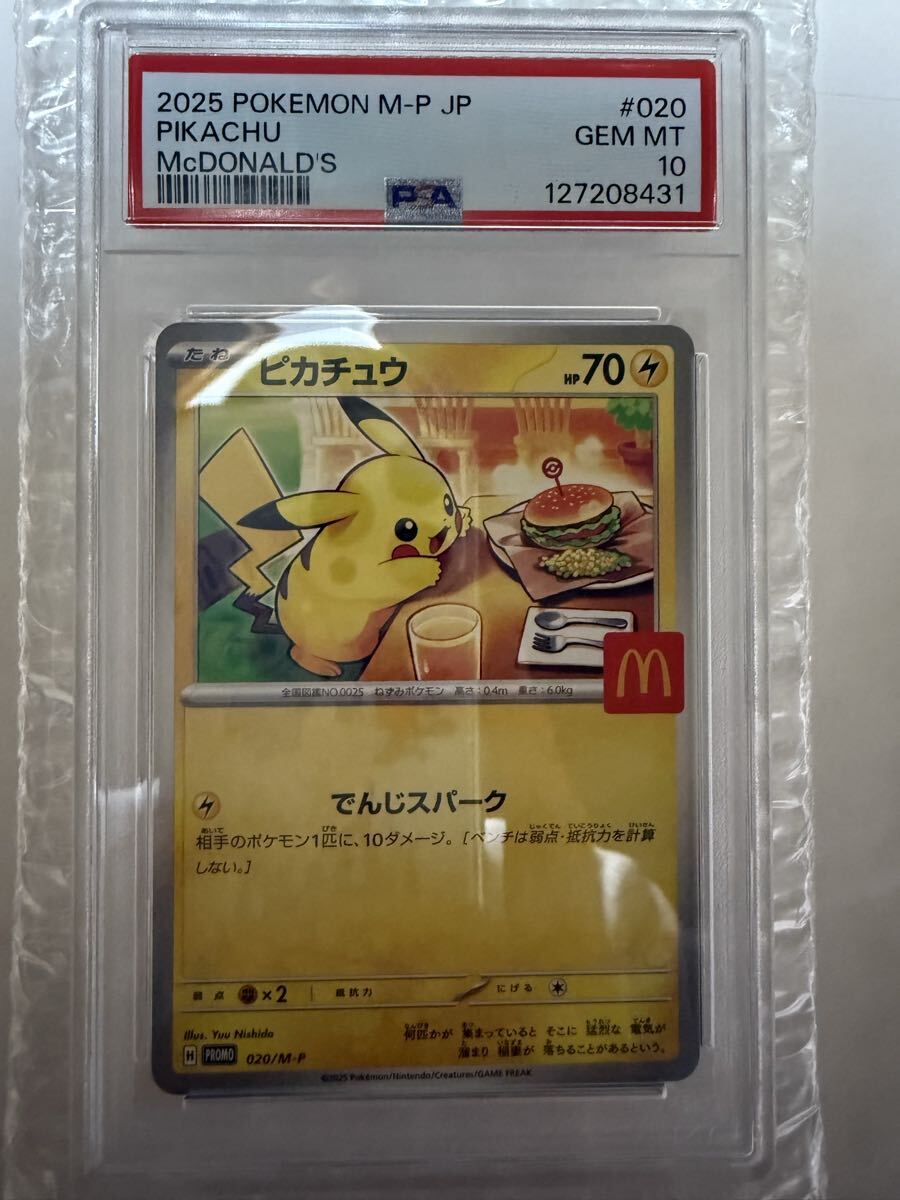 2025 POKEMON M-P JP #020
PIKACHU GEM MT
McDONALD'S 10
127208431
PSA
たね ピカチュウ HP70
全国図鑑NO.0025 ねずみポケモン 高さ:0.4m 重さ:6.0kg
でんじスパーク
相手のポケモン1匹に、10ダメージ。[ベンチは弱点・抵抗力を計算
しない。]
弱点 ×2 抵抗力 にげる
Illus. Yuu Nishida
何匹かが 集まっていると そこに 猛烈な 電気が
溜まり 稲妻が 落ちることがあるという。
H PROMO 020/M-P
©2025 Pokémon/Nintendo/Creatures/GAME FREAK